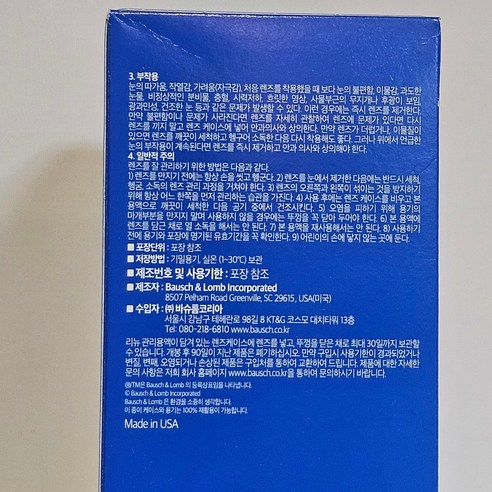 3. 부작용
눈의 따가움, 작열감, 가려움(자극감), 처음 렌즈를 착용했을 때 보다 눈의 불편함, 이물감, 과도한
눈물, 비정상적인 분비물, 충혈, 시력저하, 흐릿한 영상, 사물부근의 무지개나 후광이 보임,
광과민성, 건조한 눈 등과 같은 문제가 발생할 수 있다. 이런 경우에는 즉시 렌즈를 제거한다.
만약 불편함이나 문제가 사라진다면 렌즈를 자세히 관찰하여 렌즈에 문제가 있다면 다시
렌즈를 끼지 말고 렌즈 케이스에 넣어 안과의사와 상의한다. 만약 렌즈가 더럽거나, 이물질이
있으면 렌즈를 깨끗이 세척하고 헹구어 소독한 다음 다시 착용해도 좋다. 그러나 위에서 언급한
눈의 부작용이 계속된다면 렌즈를 즉시 제거하고 안과 의사와 상의해야 한다.
4. 일반적 주의
렌즈를 잘 관리하기 위한 방법은 다음과 같다.
1) 렌즈를 만지기 전에는 항상 손을 씻고 헹군다. 2) 렌즈를 눈에서 제거한 다음에는 반드시 세척,
헹굼, 소독의 렌즈 관리 과정을 거쳐야 한다. 3) 렌즈의 오른쪽과 왼쪽이 섞이는 것을 방지하기
위해 항상 어느 한쪽을 먼저 관리하는 습관을 가진다. 4) 사용 후에는 렌즈 케이스를 비우고 본
용액으로 깨끗이 세척한 다음 공기 중에서 건조시킨다. 5) 오염을 피하기 위해 용기의
마개부분을 만지지 말며 사용하지 않을 경우에는 뚜껑을 꼭 닫아 두어야 한다. 6) 본 용액에
렌즈를 담근 채로 열 소독을 해서는 안 된다. 7) 본 용액을 재사용해서는 안 된다. 8) 사용하기
전에 용기와 포장에 명기된 유효기간을 꼭 확인한다. 9) 어린이의 손에 닿지 않는 곳에 둔다.
■ 포장단위 : 포장 참조
■ 저장방법 : 기밀용기, 실온 (1~30℃) 보관
■ 제조번호 및 사용기한 : 포장 참조
■ 제조자 : Bausch & Lomb Incorporated
8507 Pelham Road Greenville, SC 29615, USA(미국)
■ 수입자 : ㈜ 바슈롬코리아
서울시 강남구 테헤란로 98길 8 KT&G 코스모 대치타워 13층
Tel: 080-218-6810 www.bausch.co.kr
리뉴 관리용액이 담겨 있는 렌즈케이스에 렌즈를 넣고, 뚜껑을 닫은 채로 최대 30일까지 보관할
수 있습니다. 개봉 후 90일이 지난 제품은 폐기하십시오. 만약 구입시 사용기한이 경과되었거나
변질, 변패, 오염되거나 손상된 제품은 구입처를 통하여 교환하여 드립니다. 제품에 대한 자세한
문의 사항은 저희 회사 홈페이지 www.bausch.co.kr을 통하여 문의하시기 바랍니다.
®/TM은 Bausch & Lomb 의 등록상표임을 나타냅니다.
© Bausch & Lomb Incorporated
Bausch & Lomb 은 환경을 소중히 생각합니다.
이 종이 케이스와 용기는 100% 재활용이 가능합니다.
Made in USA